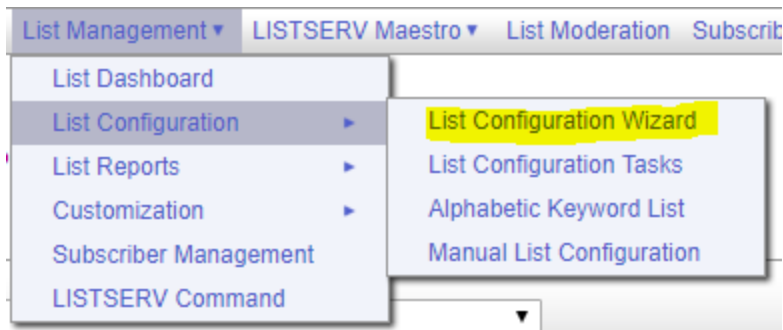 List Management ▾ LISTSERV Maestro ▾ List Moderation Subscrib
List Dashboard
List Configuration ▸
List Reports ▸
Customization ▸
Subscriber Management
LISTSERV Command
List Configuration Wizard
List Configuration Tasks
Alphabetic Keyword List
Manual List Configuration